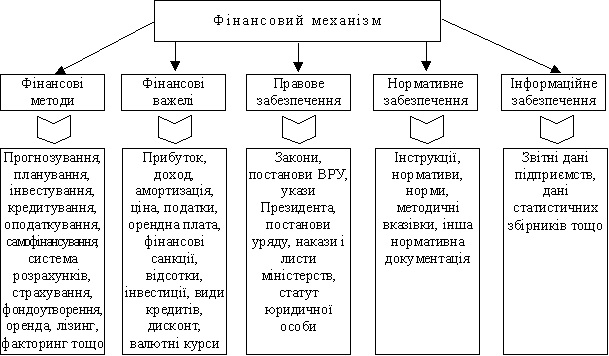 Фінансовий механізм
Фінансові
методи
Фінансові
важелі
Правове
забезпечення
Нормативне
забезпечення
Інформаційне
забезпечення
Прогнозування,
планування,
інвестування,
кредитування,
оподаткування,
самофінансування,
система
розрахунків,
страхування,
фондоутворення,
оренда, лізинг,
факторинг тощо
Прибуток,
доход,
амортизація,
ціна, податки,
орендна плата,
фінансові
санкції,
відсотки,
інвестиції, види
кредитів,
дисконт,
валютні курси
Закони,
постанови ВРУ,
укази
Президента,
постанови
уряду, накази і
листи
міністерств,
статут
юридичної
особи
Інструкції,
нормативи,
норми,
методичні
вказівки, інша
нормативна
документація
Звітні дані
підприємств,
дані
статистичних
збірників тощо